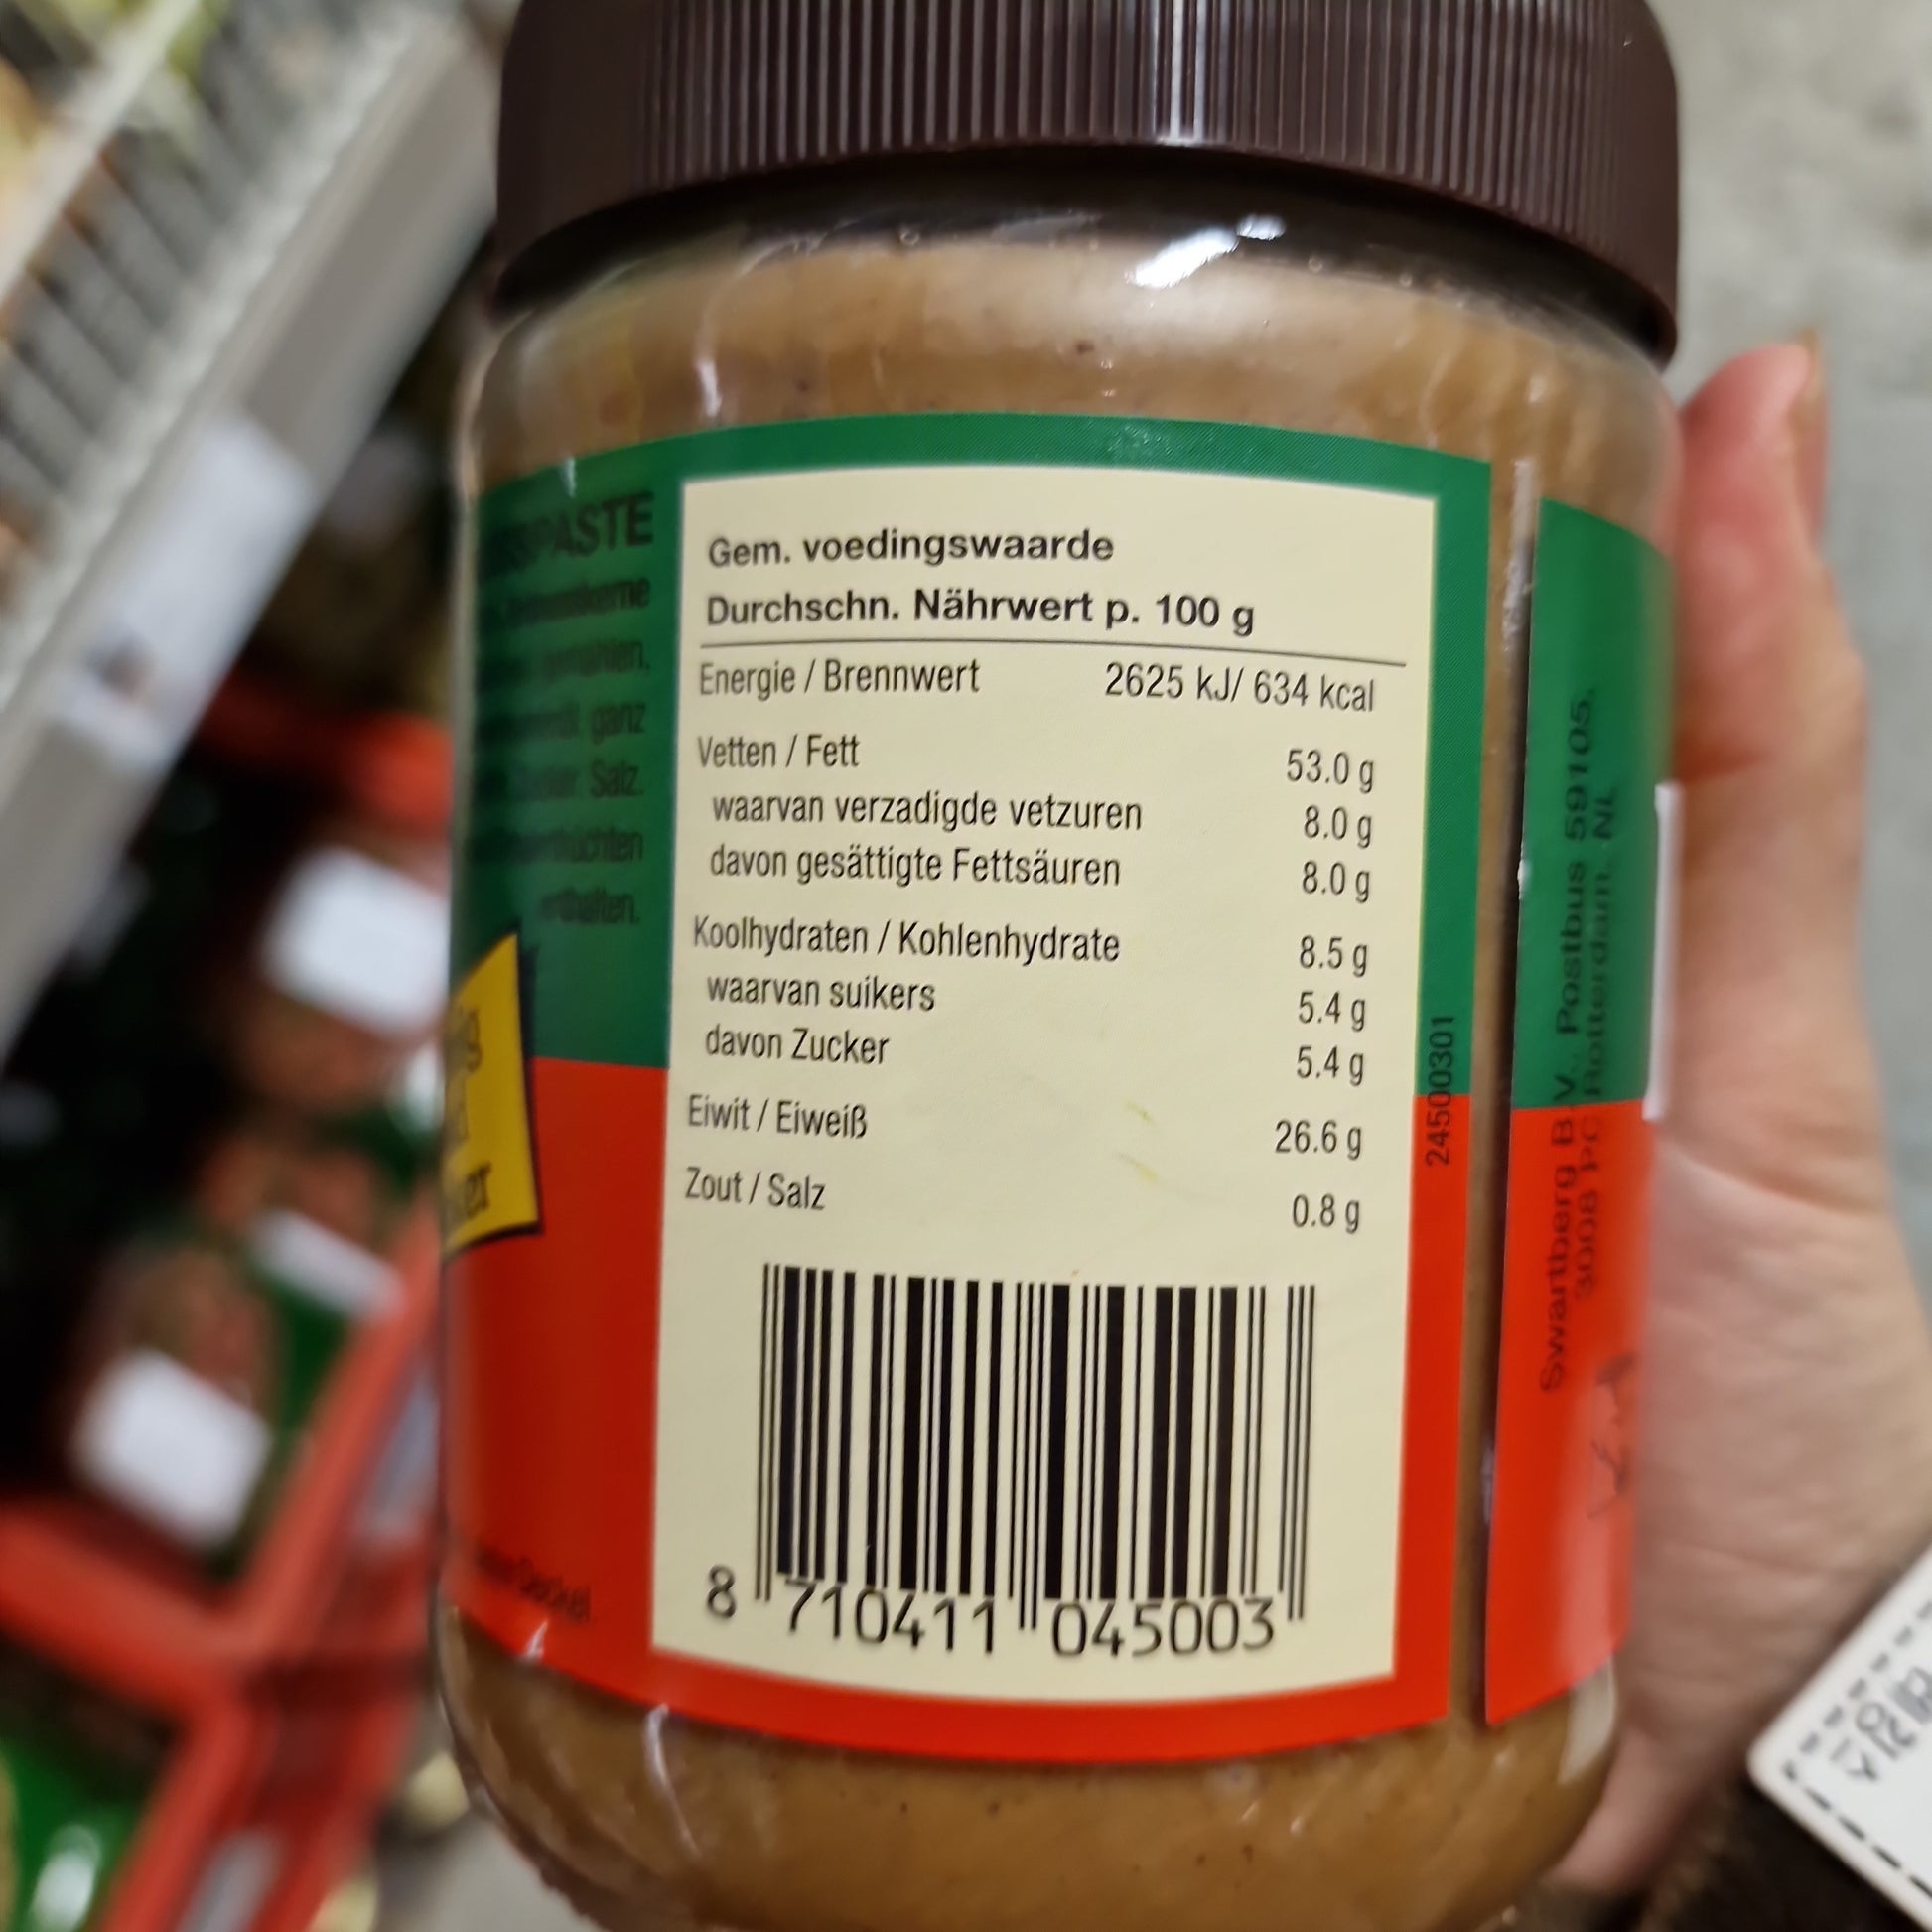 PASTE
ganz
Salz.
Gem. voedingswaarde
Durchschn. Nährwert p. 100 g
Energie / Brennwert 2625 kJ/ 634 kcal
Vetten / Fett 53.0 g
waarvan verzadigde vetzuren 8.0 g
davon gesättigte Fettsäuren 8.0 g
Koolhydraten / Kohlenhydrate 8.5 g
waarvan suikers 5.4 g
davon Zucker 5.4 g
Eiwit / Eiweiß 26.6 g
Zout / Salz 0.8 g
8 710411 045003
24500301
Swartberg B.V., Postbus 59105,
3008 PC Rotterdam, NL